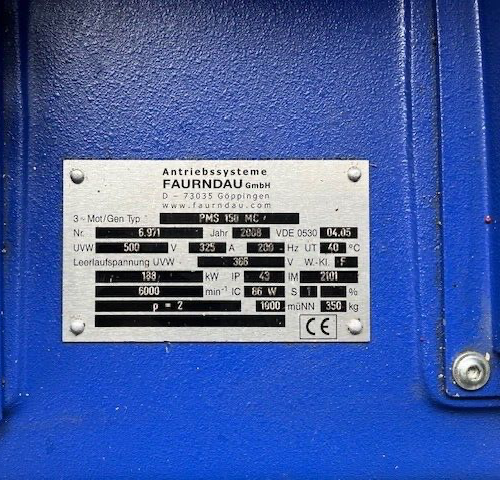 Antriebssysteme
FAURNDAU GmbH
D – 73035 Göppingen
www.faurndau.com
3 ~ Mot/Gen Typ PMS 150 MC
Nr. 6.971 Jahr 2008 VDE 0530 04.05
UVW 500 V 325 A 200 Hz ÜT 40 °C
Leerlaufspannung UVW 366 V W.-Kl. F
188 kW IP 43 IM 2101
6000 min-1 IC 86 W S 1 %
p = 2 1900 müNN 350 kg
CE